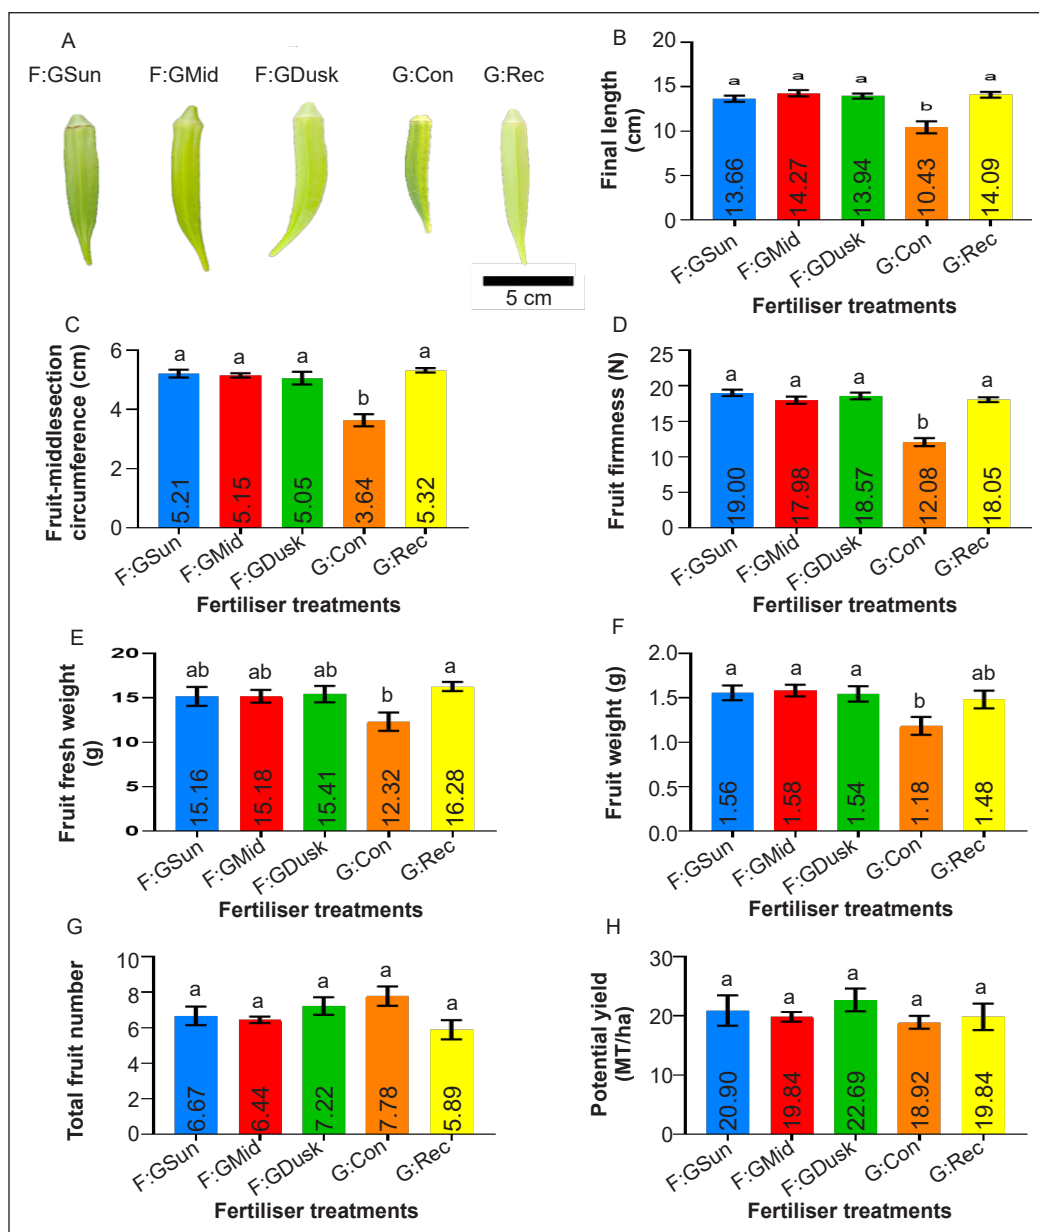 A
F:GSun F:GMid F:GDusk G:Con G:Rec
5 cm
B
Final length
(cm)
20
15
10
5
0
a a a b a
13.66 14.27 13.94 10.43 14.09
F:GSun F:GMid F:GDusk G:Con G:Rec
Fertiliser treatments
C
Fruit-middlesection
circumference (cm)
6
4
2
0
a a a b a
5.21 5.15 5.05 3.64 5.32
F:GSun F:GMid F:GDusk G:Con G:Rec
Fertiliser treatments
D
Fruit firmness (N)
25
20
15
10
5
0
a a a b a
19.00 17.98 18.57 12.08 18.05
F:GSun F:GMid F:GDusk G:Con G:Rec
Fertiliser treatments
E
Fruit fresh weight
(g)
20
15
10
5
0
ab ab ab b a
15.16 15.18 15.41 12.32 16.28
F:GSun F:GMid F:GDusk G:Con G:Rec
Fertiliser treatments
F
Fruit weight (g)
2.0
1.5
1.0
0.5
0.0
a a a b ab
1.56 1.58 1.54 1.18 1.48
F:GSun F:GMid F:GDusk G:Con G:Rec
Fertiliser treatments
G
Total fruit number
10
8
6
4
2
0
a a a a a
6.67 6.44 7.22 7.78 5.89
F:GSun F:GMid F:GDusk G:Con G:Rec
Fertiliser treatments
H
Potential yield
(MT/ha)
30
20
10
0
a a a a a
20.90 19.84 22.69 18.92 19.84
F:GSun F:GMid F:GDusk G:Con G:Rec
Fertiliser treatments